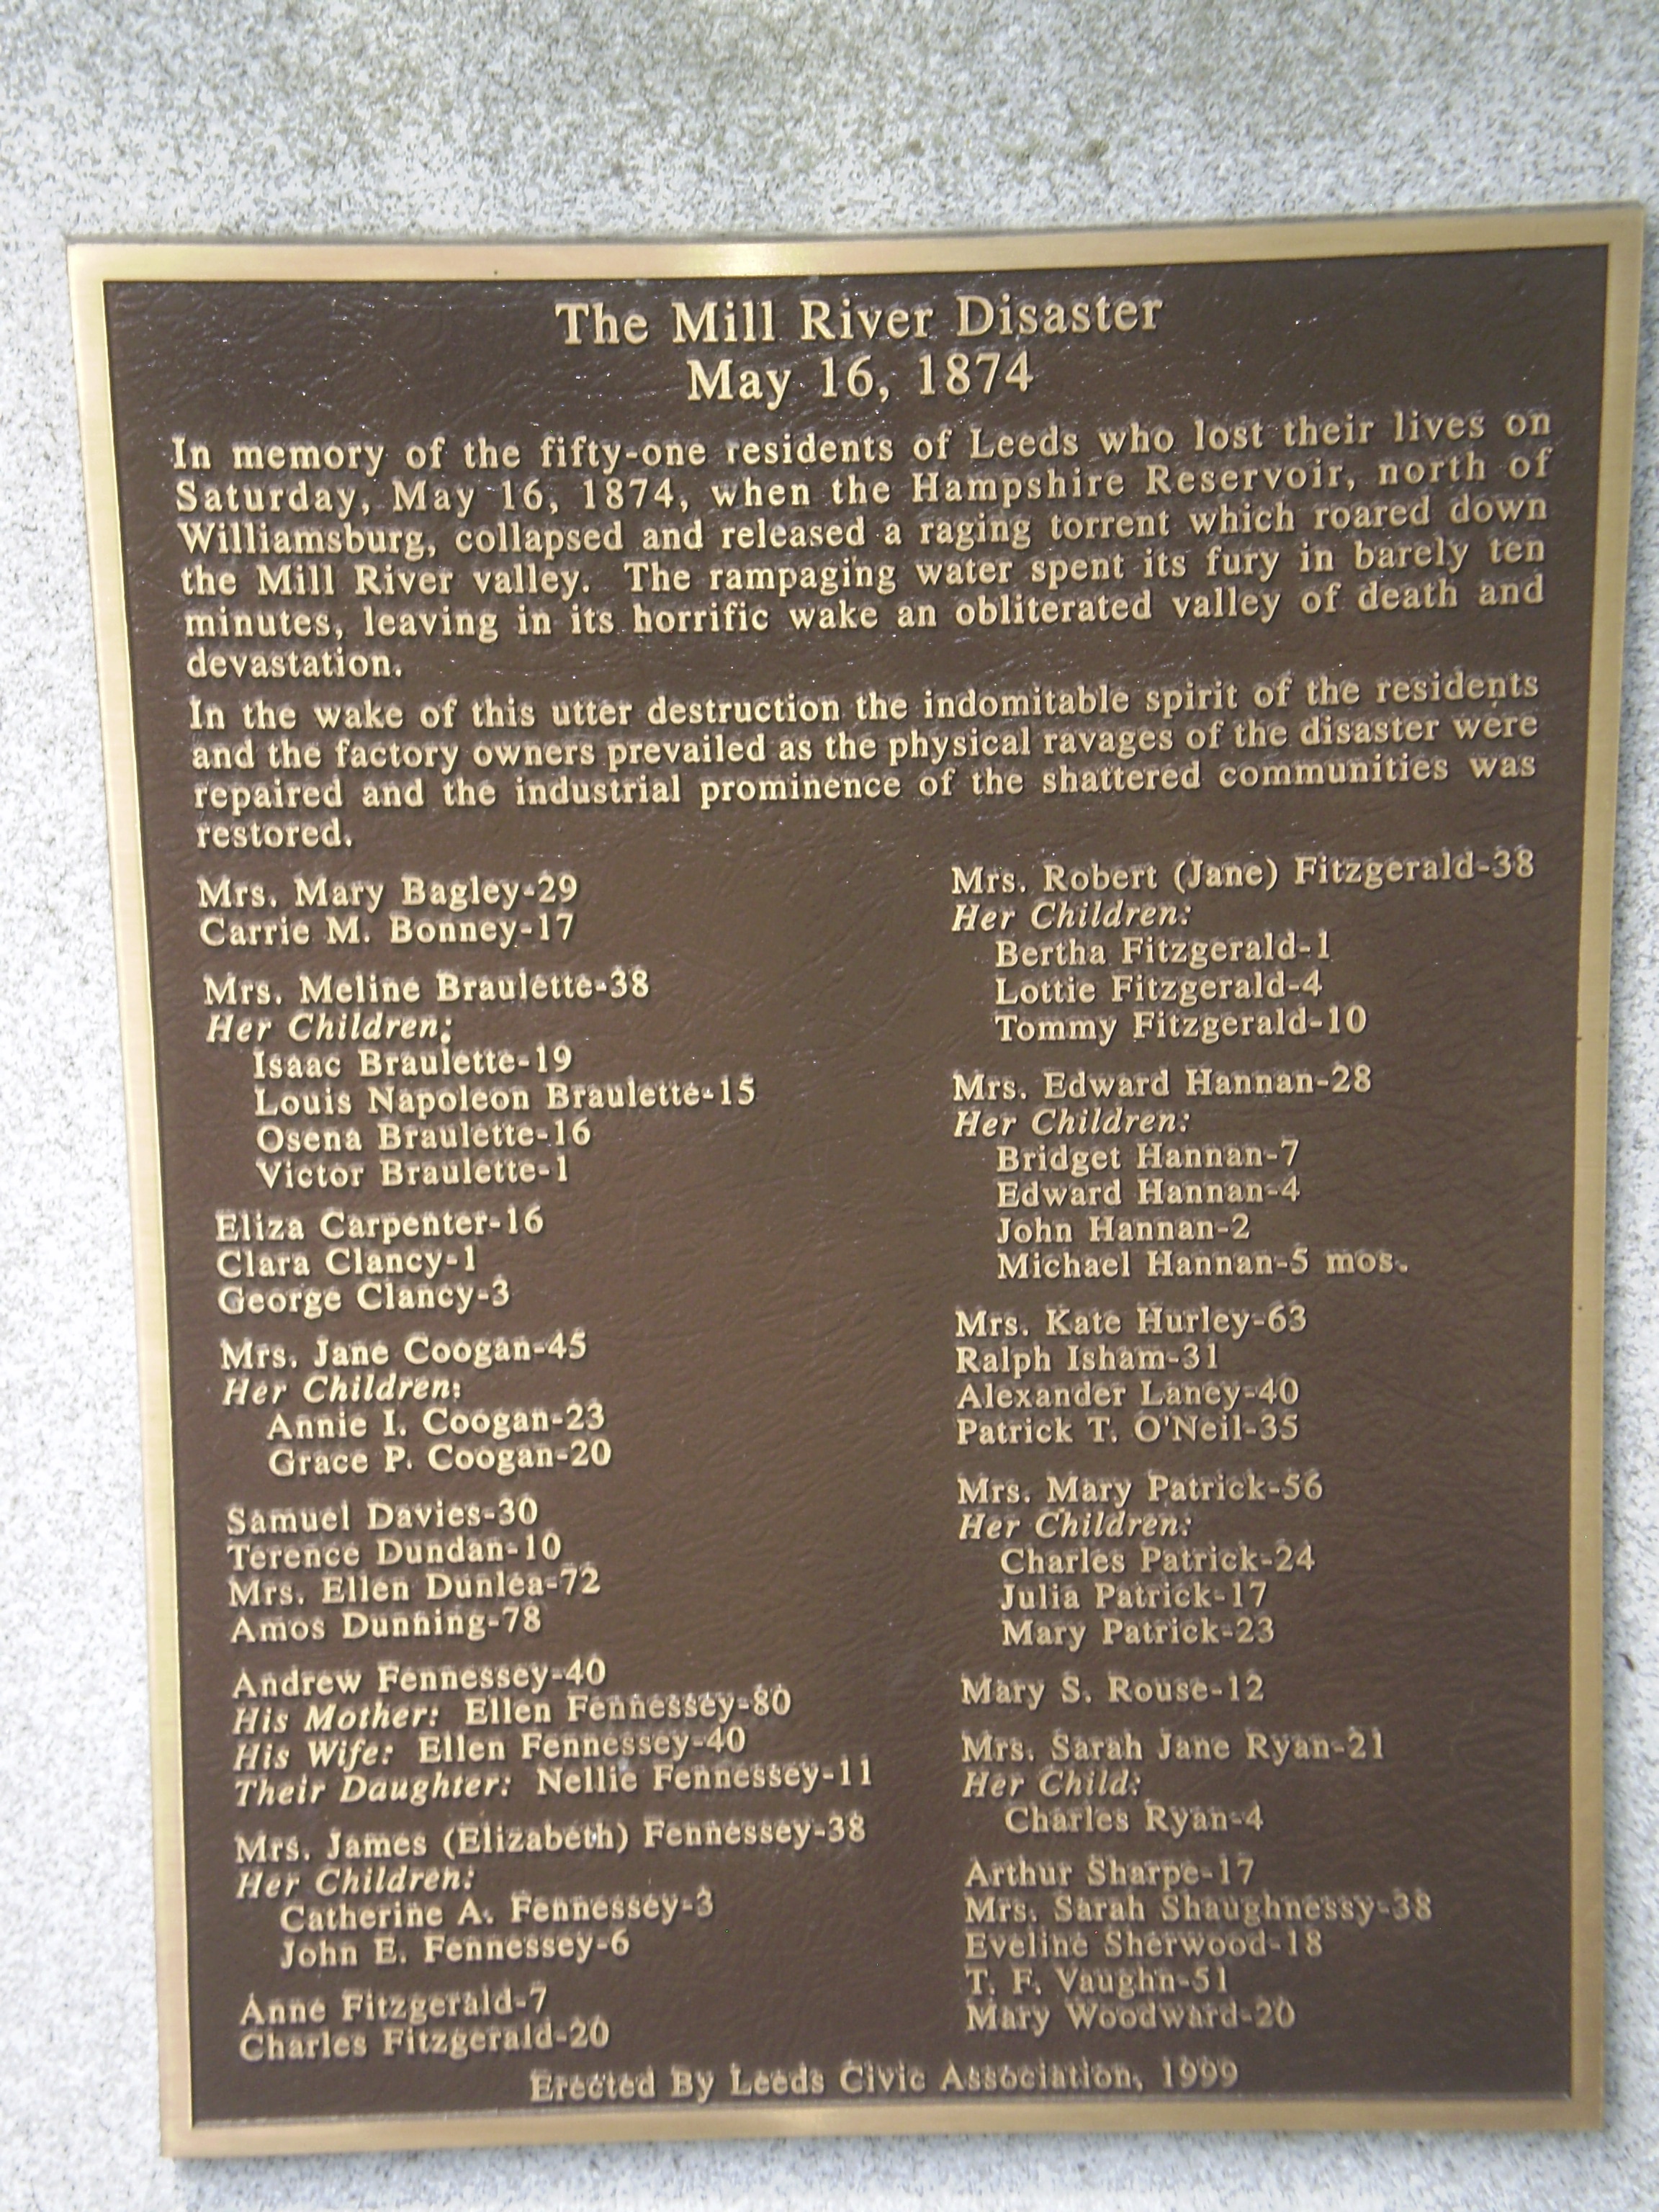 The Mill River Disaster
May 16, 1874
In memory of the fifty-one residents of Leeds who lost their lives on
Saturday, May 16, 1874, when the Hampshire Reservoir, north of
Williamsburg, collapsed and released a raging torrent which roared down
the Mill River valley. The rampaging water spent its fury in barely ten
minutes, leaving in its horrific wake an obliterated valley of death and
devastation.
In the wake of this utter destruction the indomitable spirit of the residents
and the factory owners prevailed as the physical ravages of the disaster were
repaired and the industrial prominence of the shattered communities was
restored.
Mrs. Mary Bagley-29
Carrie M. Bonney-17
Mrs. Meline Braulette-38
Her Children:
Isaac Braulette-19
Louis Napoleon Braulette-15
Osena Braulette-16
Victor Braulette-1
Eliza Carpenter-16
Clara Clancy-1
George Clancy-3
Mrs. Jane Coogan-45
Her Children:
Annie I. Coogan-23
Grace P. Coogan-20
Samuel Davies-30
Terence Dundan-10
Mrs. Ellen Dunlea-72
Amos Dunning-78
Andrew Fennessey-40
His Mother: Ellen Fennessey-80
His Wife: Ellen Fennessey-40
Their Daughter: Nellie Fennessey-11
Mrs. James (Elizabeth) Fennessey-38
Her Children:
Catherine A. Fennessey-3
John E. Fennessey-6
Anne Fitzgerald-7
Charles Fitzgerald-20
Mrs. Robert (Jane) Fitzgerald-38
Her Children:
Bertha Fitzgerald-1
Lottie Fitzgerald-4
Tommy Fitzgerald-10
Mrs. Edward Hannan-28
Her Children:
Bridget Hannan-7
Edward Hannan-4
John Hannan-2
Michael Hannan-5 mos.
Mrs. Kate Hurley-63
Ralph Isham-31
Alexander Laney-40
Patrick T. O'Neil-35
Mrs. Mary Patrick-56
Her Children:
Charles Patrick-24
Julia Patrick-17
Mary Patrick-23
Mary S. Rouse-12
Mrs. Sarah Jane Ryan-21
Her Child:
Charles Ryan-4
Arthur Sharpe-17
Mrs. Sarah Shaughnessy-38
Eveline Sherwood-18
T. F. Vaughn-51
Mary Woodward-20
Erected By Leeds Civic Association, 1999